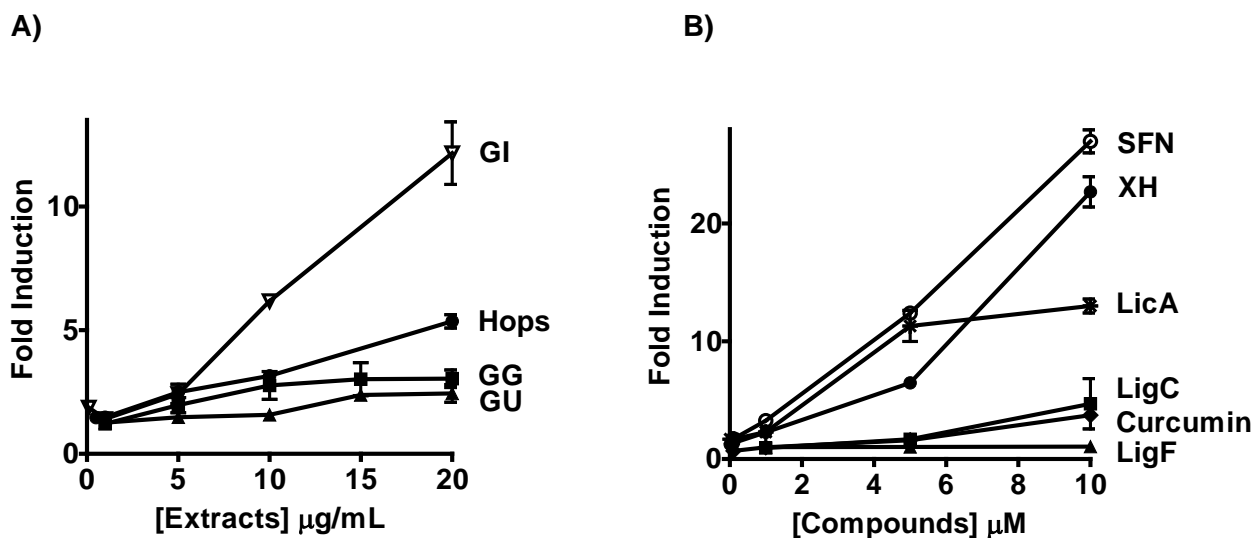 A)
Fold Induction
10
5
0
0
5
10
15
20
[Extracts] μg/mL
GI
Hops
GG
GU
B)
Fold Induction
20
10
0
0
2
4
6
8
10
[Compounds] μM
SFN
XH
LicA
LigC
Curcumin
LigF